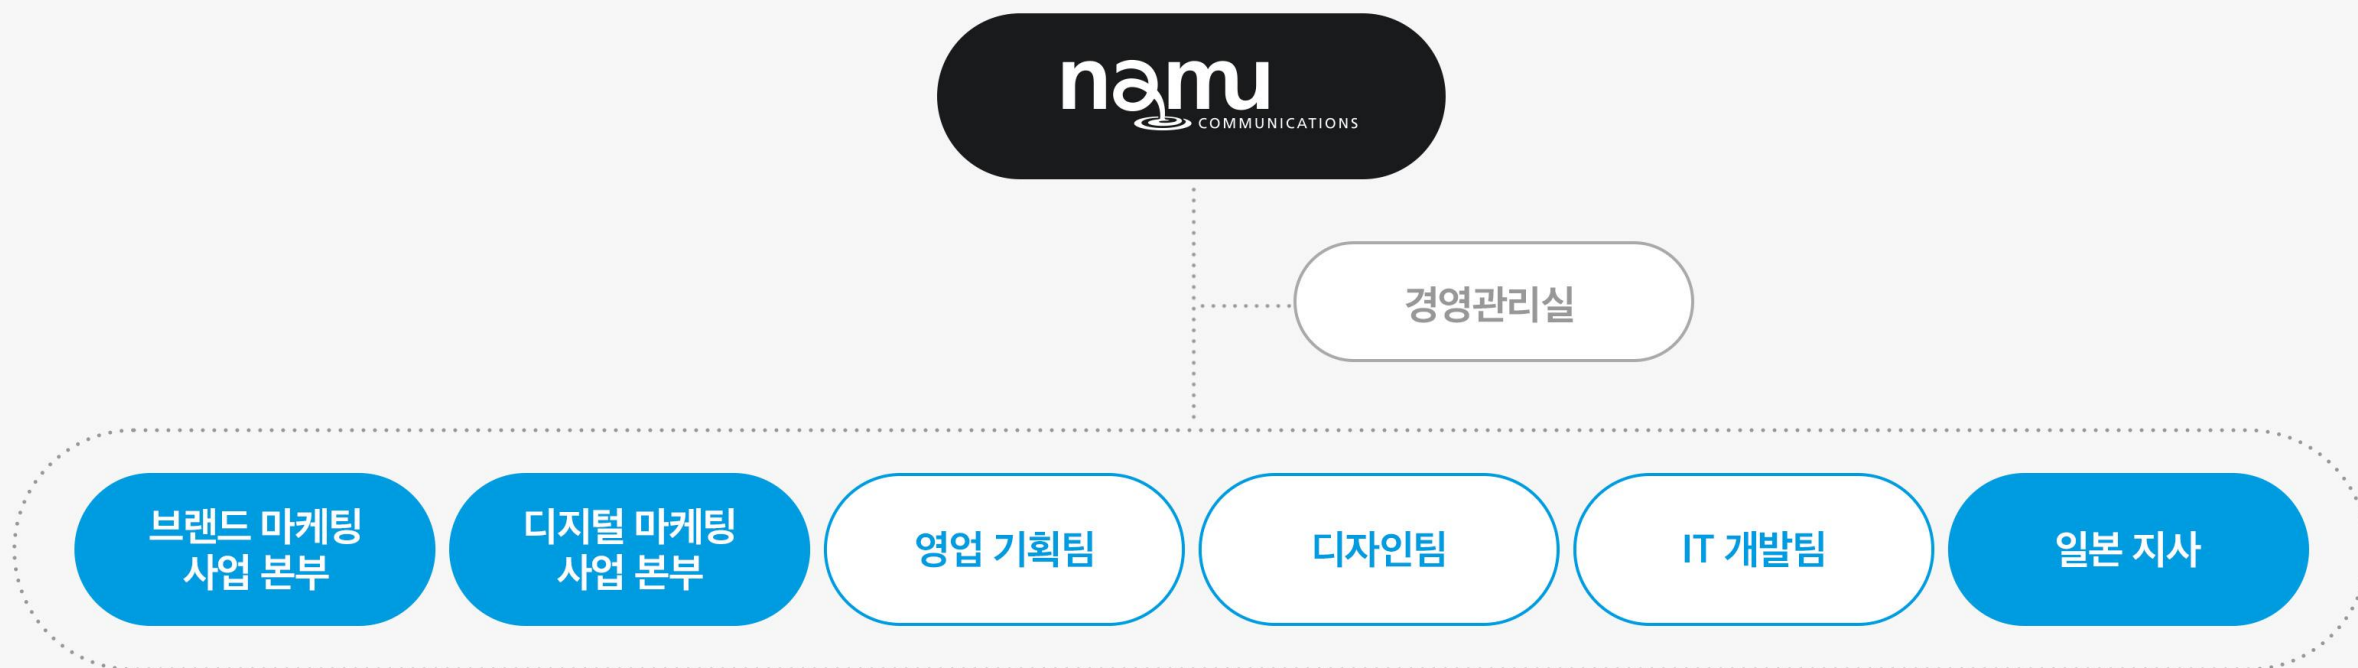 namu
COMMUNICATIONS
경영관리실
브랜드 마케팅
사업 본부
디지털 마케팅
사업 본부
영업 기획팀
디자인팀
IT 개발팀
일본 지사